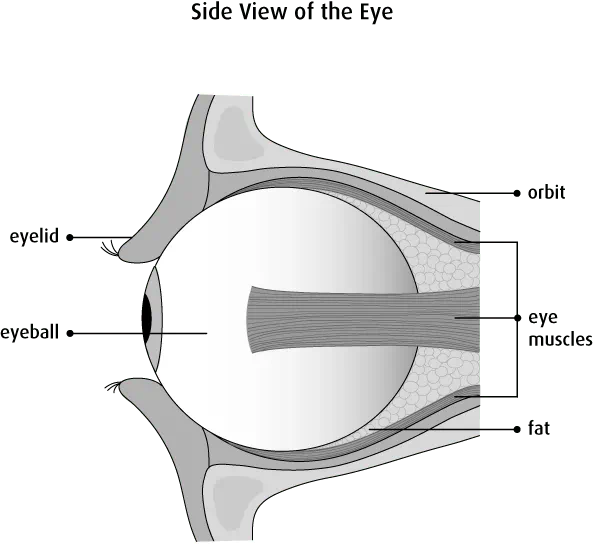 Side View of the Eye
orbit
eyelid
eyeball
eye
muscles
fat